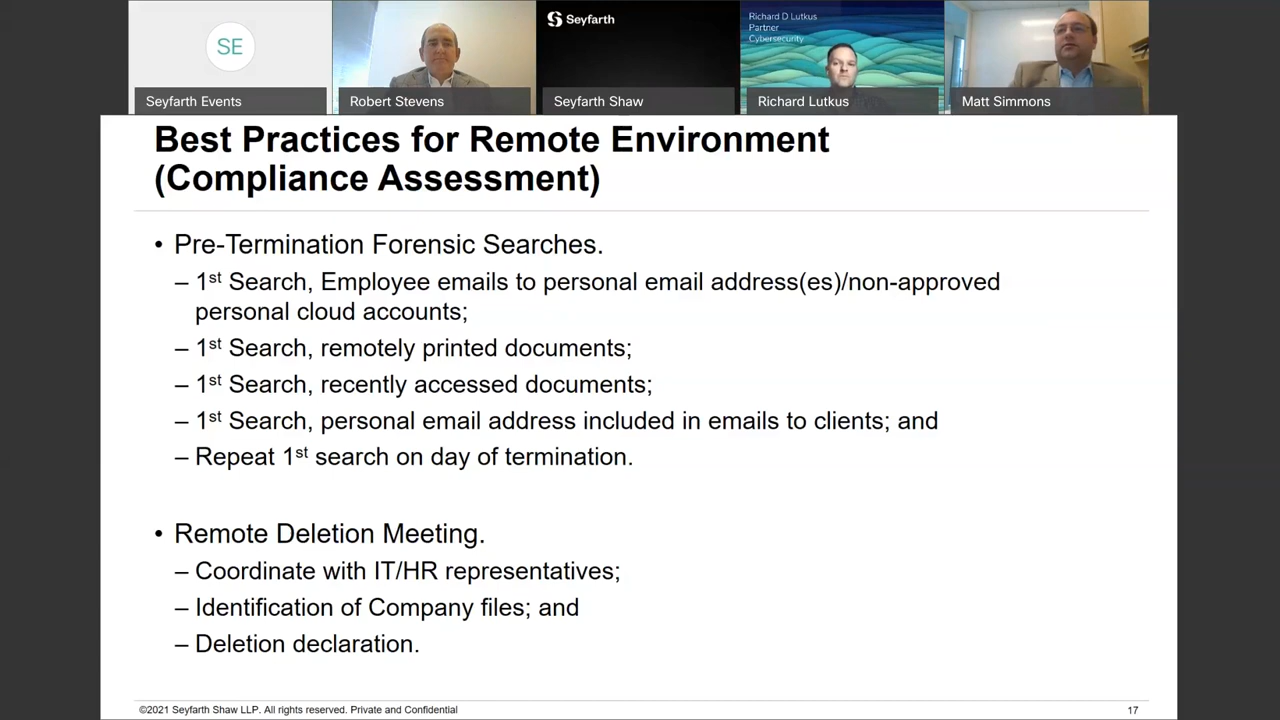 SE
Seyfarth
Richard D Lutkus
Partner
Cybersecurity
Seyfarth Events
Robert Stevens
Seyfarth Shaw
Richard Lutkus
Matt Simmons
Best Practices for Remote Environment
(Compliance Assessment)
• Pre-Termination Forensic Searches.
– 1st Search, Employee emails to personal email address(es)/non-approved
personal cloud accounts;
– 1st Search, remotely printed documents;
– 1st Search, recently accessed documents;
– 1st Search, personal email address included in emails to clients; and
– Repeat 1st search on day of termination.
• Remote Deletion Meeting.
– Coordinate with IT/HR representatives;
– Identification of Company files; and
– Deletion declaration.
©2021 Seyfarth Shaw LLP. All rights reserved. Private and Confidential
17